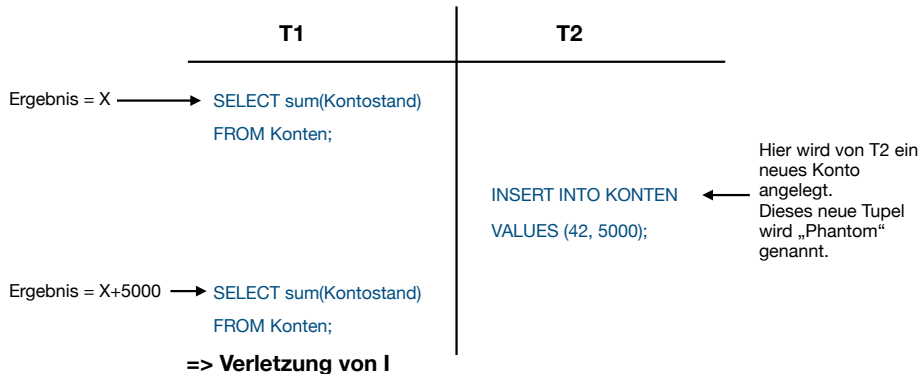 T1
T2
Ergebnis = X
SELECT sum(Kontostand)
FROM Konten;
Hier wird von T2 ein
neues Konto
angelegt.
Dieses neue Tupel
wird „Phantom“
genannt.
INSERT INTO KONTEN
VALUES (42, 5000);
Ergebnis = X+5000
SELECT sum(Kontostand)
FROM Konten;
=> Verletzung von I